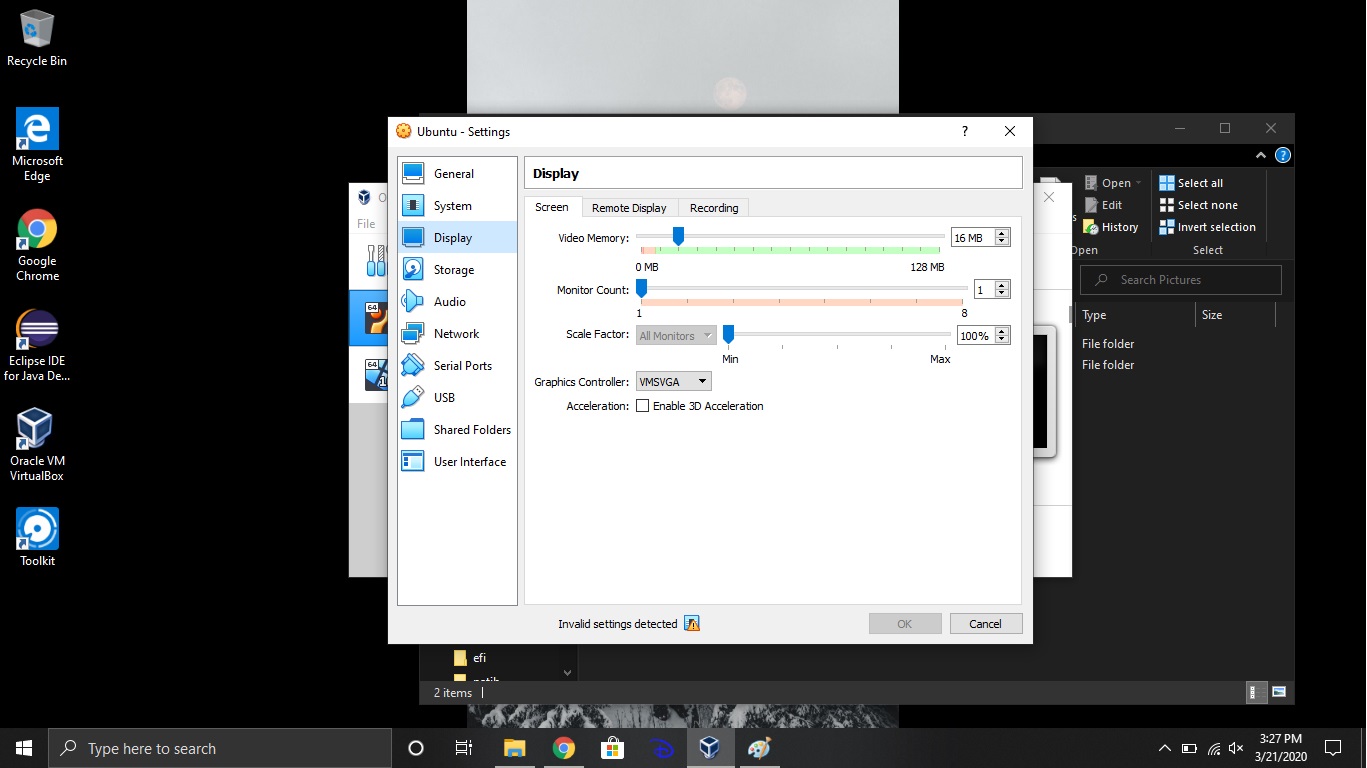 Recycle Bin
Microsoft
Edge
Google
Chrome
Eclipse IDE
for Java De...
Oracle VM
VirtualBox
Toolkit
Ubuntu - Settings
?
General
System
Display
Storage
Audio
Network
Serial Ports
USB
Shared Folders
User Interface
Display
Screen
Remote Display
Recording
Video Memory:
16 MB
0 MB
128 MB
Monitor Count:
1
1
8
Scale Factor:
All Monitors
100%
Min
Max
Graphics Controller:
VMSVGA
Acceleration:
Enable 3D Acceleration
Invalid settings detected
OK
Cancel
File
64
64
Open
Edit
History
Select all
Select none
Invert selection
Select
Search Pictures
Type
Size
File folder
File folder
efi
2 items
Type here to search
3:27 PM
3/21/2020